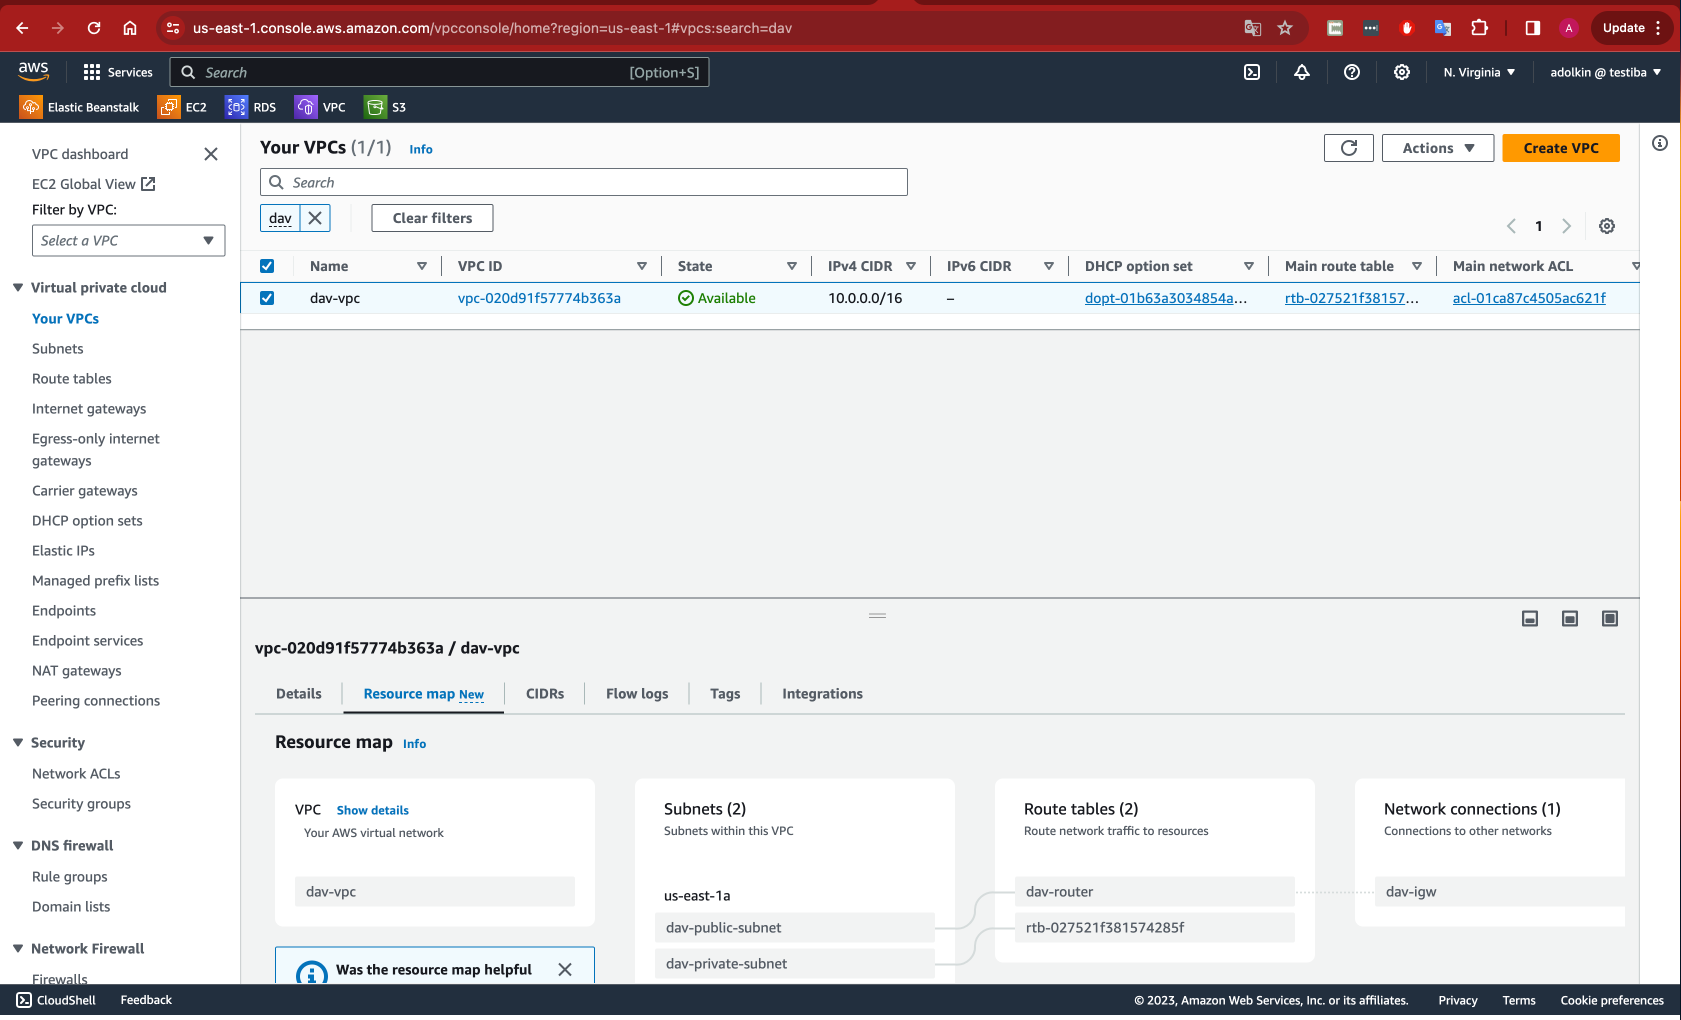 us-east-1.console.aws.amazon.com/vpcconsole/home?region=us-east-1#vpcs:search=dav
A
Update
aws
Services
Search
[Option+S]
N. Virginia
adolkin @ testiba
Elastic Beanstalk
EC2
RDS
VPC
S3
VPC dashboard
EC2 Global View
Filter by VPC:
Select a VPC
Virtual private cloud
Your VPCs
Subnets
Route tables
Internet gateways
Egress-only internet
gateways
Carrier gateways
DHCP option sets
Elastic IPs
Managed prefix lists
Endpoints
Endpoint services
NAT gateways
Peering connections
Security
Network ACLs
Security groups
DNS firewall
Rule groups
Domain lists
Network Firewall
Firewalls
Your VPCs (1/1) Info
Actions
Create VPC
Search
dav
Clear filters
1
Name VPC ID State IPv4 CIDR IPv6 CIDR DHCP option set Main route table Main network ACL
dav-vpc vpc-020d91f57774b363a Available 10.0.0.0/16 – dopt-01b63a3034854a... rtb-027521f38157... acl-01ca87c4505ac621f
vpc-020d91f57774b363a / dav-vpc
Details Resource map New CIDRs Flow logs Tags Integrations
Resource map Info
VPC Show details
Your AWS virtual network
dav-vpc
Was the resource map helpful
Subnets (2)
Subnets within this VPC
us-east-1a
dav-public-subnet
dav-private-subnet
Route tables (2)
Route network traffic to resources
dav-router
rtb-027521f381574285f
Network connections (1)
Connections to other networks
dav-igw
CloudShell Feedback
© 2023, Amazon Web Services, Inc. or its affiliates. Privacy Terms Cookie preferences